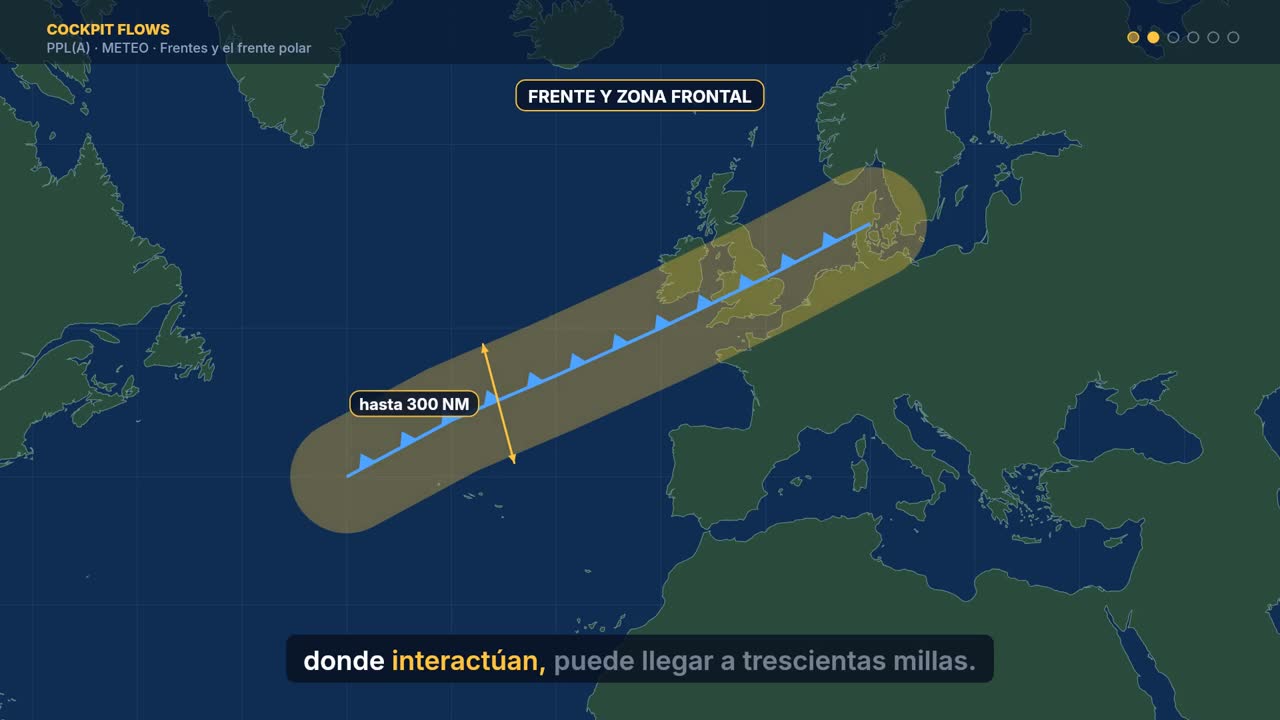 COCKPIT FLOWS
PPL(A) · METEO · Frentes y el frente polar
FRENTE Y ZONA FRONTAL
hasta 300 NM
donde interactúan, puede llegar a trescientas millas.